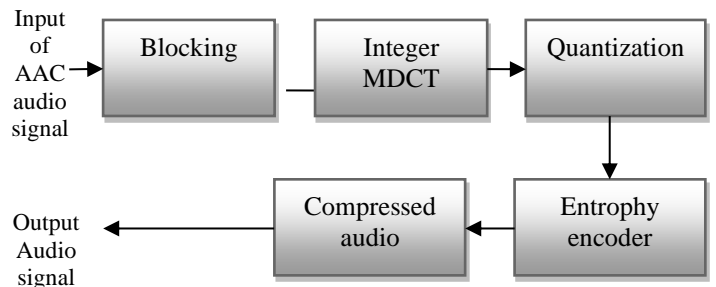 Input
of
AAC
audio
signal
Blocking
Integer
MDCT
Quantization
Entrophy
encoder
Compressed
audio
Output
Audio
signal